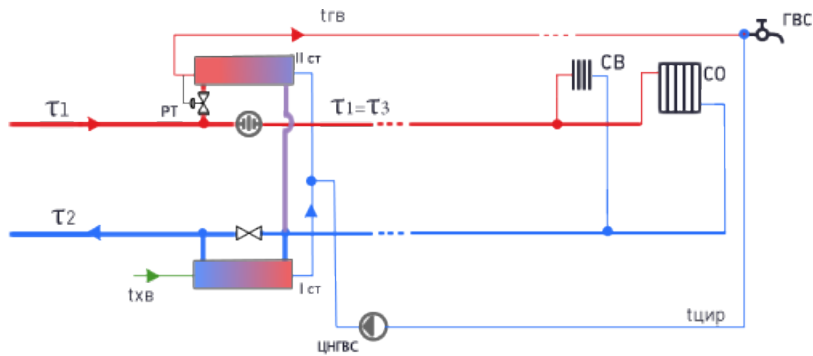 tгв
ГВС
II ст
СВ
СО
τ1
РТ
τ1=τ3
τ2
tхв
I ст
tцир
ЦНГВС